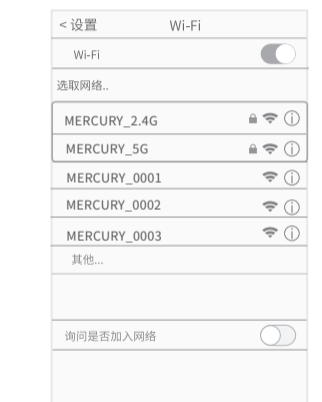 < 设置 Wi-Fi
Wi-Fi
选取网络..
MERCURY_2.4G
MERCURY_5G
MERCURY_0001
MERCURY_0002
MERCURY_0003
其他...
询问是否加入网络